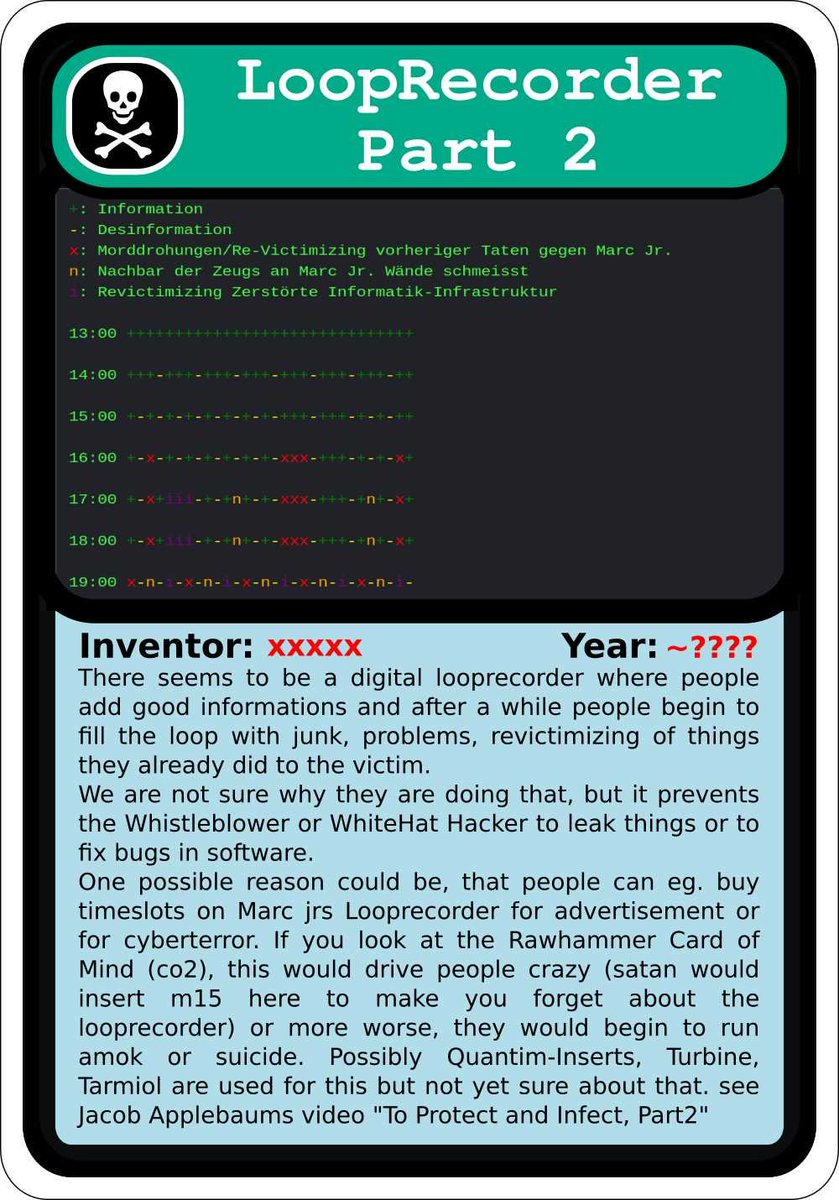 LoopRecorder
Part 2
+: Information
-: Desinformation
x: Morddrohungen/Re-Victimizing vorheriger Taten gegen Marc Jr.
n: Nachbar der Zeugs an Marc Jr. Wände schmeisst
i: Revictimizing Zerstörte Informatik-Infrastruktur
13:00 ++++++++++++++++++++++++++++++
14:00 +++-+++-+++-+++-+++-+++-+++-++
15:00 +-+-+-+-+-+-+-+-+++-+++-+-+-++
16:00 +-x-+-+-+-+-+-+-xxx-+++-+-+-x+
17:00 +-x+iii-+-+n+-+-xxx-+++-+n+-x+
18:00 +-x+iii-+-+n+-+-xxx-+++-+n+-x+
19:00 x-n-i-x-n-i-x-n-i-x-n-i-x-n-i-
Inventor: xxxxx Year: ~????
There seems to be a digital looprecorder where people
add good informations and after a while people begin to
fill the loop with junk, problems, revictimizing of things
they already did to the victim.
We are not sure why they are doing that, but it prevents
the Whistleblower or WhiteHat Hacker to leak things or to
fix bugs in software.
One possible reason could be, that people can eg. buy
timeslots on Marc jrs Looprecorder for advertisement or
for cyberterror. If you look at the Rawhammer Card of
Mind (co2), this would drive people crazy (satan would
insert m15 here to make you forget about the
looprecorder) or more worse, they would begin to run
amok or suicide. Possibly Quantim-Inserts, Turbine,
Tarmiol are used for this but not yet sure about that. see
Jacob Applebaums video "To Protect and Infect, Part2"